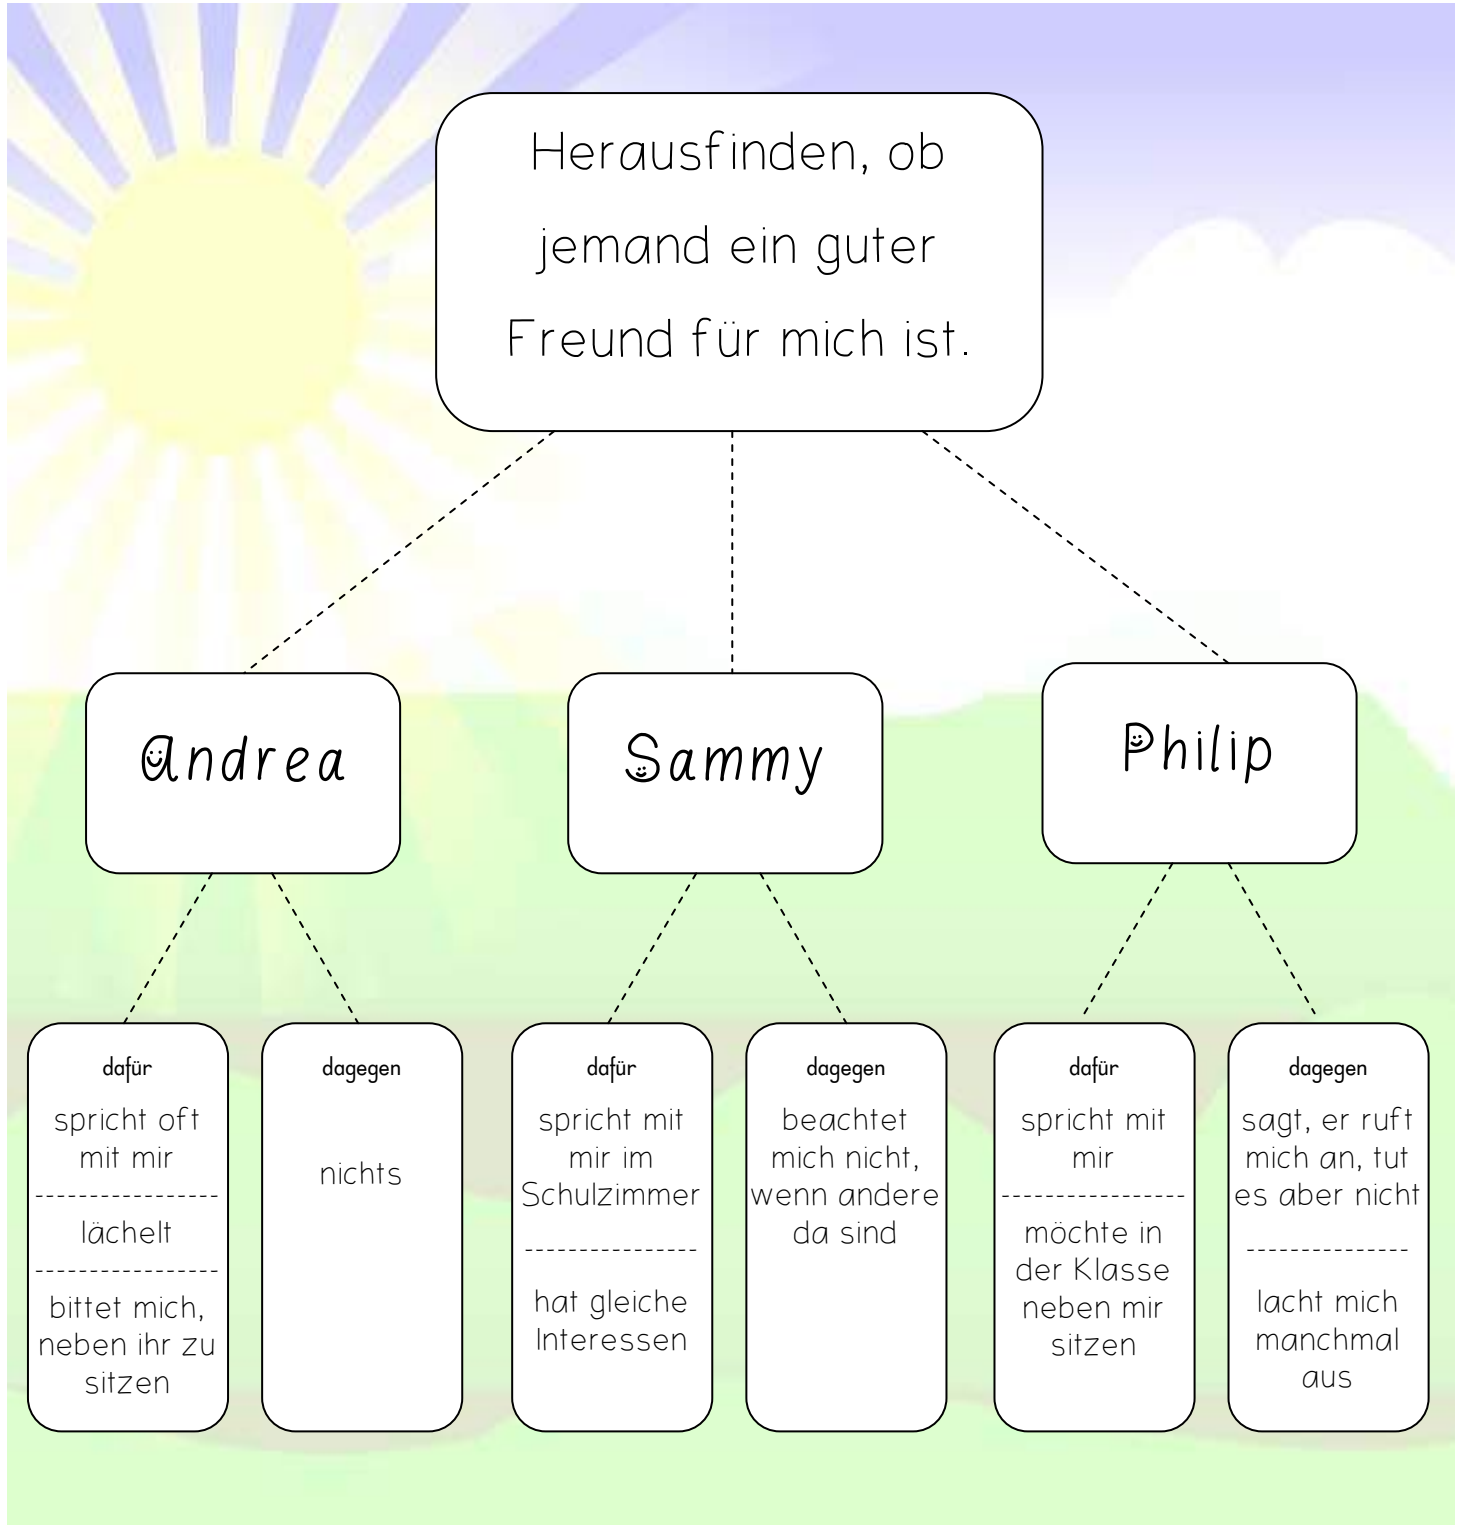 Herausfinden, ob
jemand ein guter
Freund für mich ist.
Andrea
Sammy
Philip
dafür
spricht oft
mit mir
lächelt
bittet mich,
neben ihr zu
sitzen
dagegen
nichts
dafür
spricht mit
mir im
Schulzimmer
hat gleiche
Interessen
dagegen
beachtet
mich nicht,
wenn andere
da sind
dafür
spricht mit
mir
möchte in
der Klasse
neben mir
sitzen
dagegen
sagt, er ruft
mich an, tut
es aber nicht
lacht mich
manchmal
aus